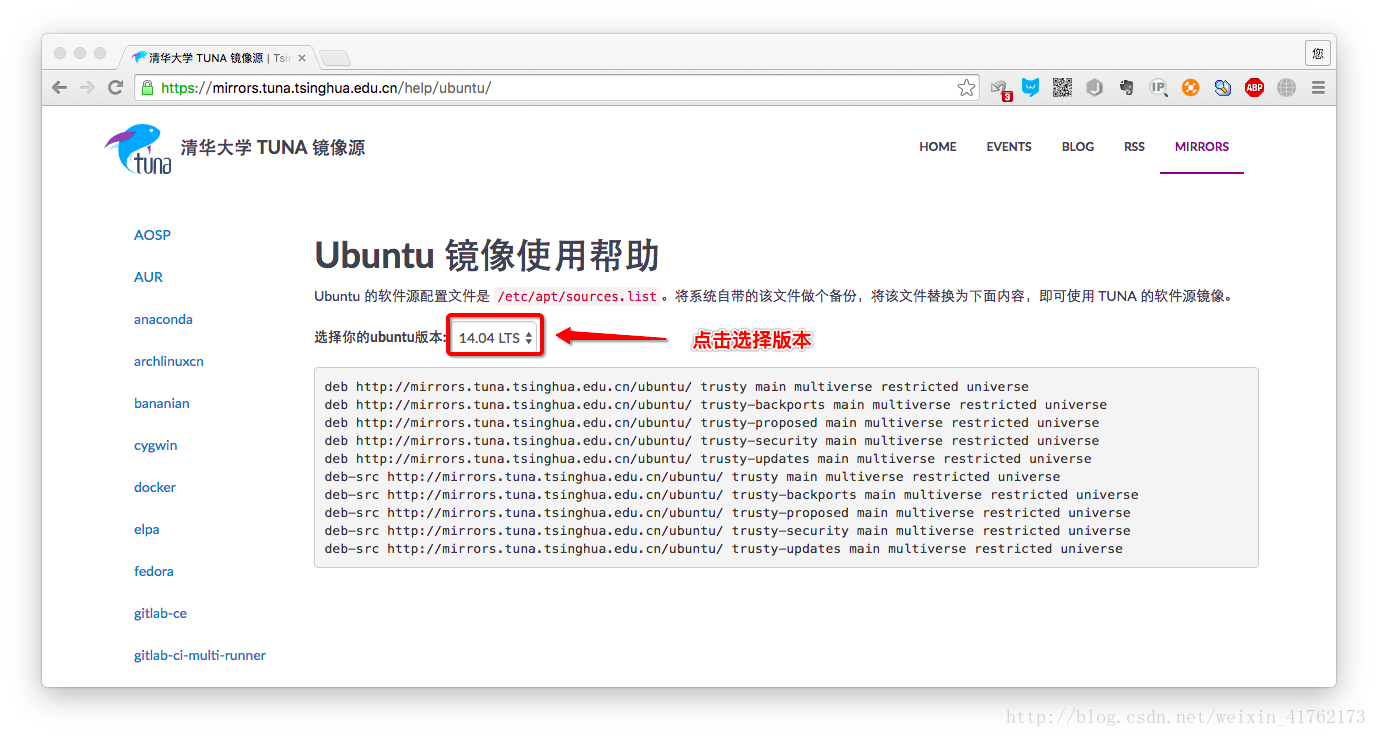 清华大学 TUNA 镜像源 | Tsi
您
https://mirrors.tuna.tsinghua.edu.cn/help/ubuntu/
3
IP
ABP
tuna
清华大学 TUNA 镜像源
HOME EVENTS BLOG RSS MIRRORS
AOSP
AUR
anaconda
archlinuxcn
bananian
cygwin
docker
elpa
fedora
gitlab-ce
gitlab-ci-multi-runner
Ubuntu 镜像使用帮助
Ubuntu 的软件源配置文件是 /etc/apt/sources.list 。将系统自带的该文件做个备份，将该文件替换为下面内容，即可使用 TUNA 的软件源镜像。
选择你的ubuntu版本: 14.04 LTS 点击选择版本
deb http://mirrors.tuna.tsinghua.edu.cn/ubuntu/ trusty main multiverse restricted universe
deb http://mirrors.tuna.tsinghua.edu.cn/ubuntu/ trusty-backports main multiverse restricted universe
deb http://mirrors.tuna.tsinghua.edu.cn/ubuntu/ trusty-proposed main multiverse restricted universe
deb http://mirrors.tuna.tsinghua.edu.cn/ubuntu/ trusty-security main multiverse restricted universe
deb http://mirrors.tuna.tsinghua.edu.cn/ubuntu/ trusty-updates main multiverse restricted universe
deb-src http://mirrors.tuna.tsinghua.edu.cn/ubuntu/ trusty main multiverse restricted universe
deb-src http://mirrors.tuna.tsinghua.edu.cn/ubuntu/ trusty-backports main multiverse restricted universe
deb-src http://mirrors.tuna.tsinghua.edu.cn/ubuntu/ trusty-proposed main multiverse restricted universe
deb-src http://mirrors.tuna.tsinghua.edu.cn/ubuntu/ trusty-security main multiverse restricted universe
deb-src http://mirrors.tuna.tsinghua.edu.cn/ubuntu/ trusty-updates main multiverse restricted universe
http://blog.csdn.net/weixin_41762173